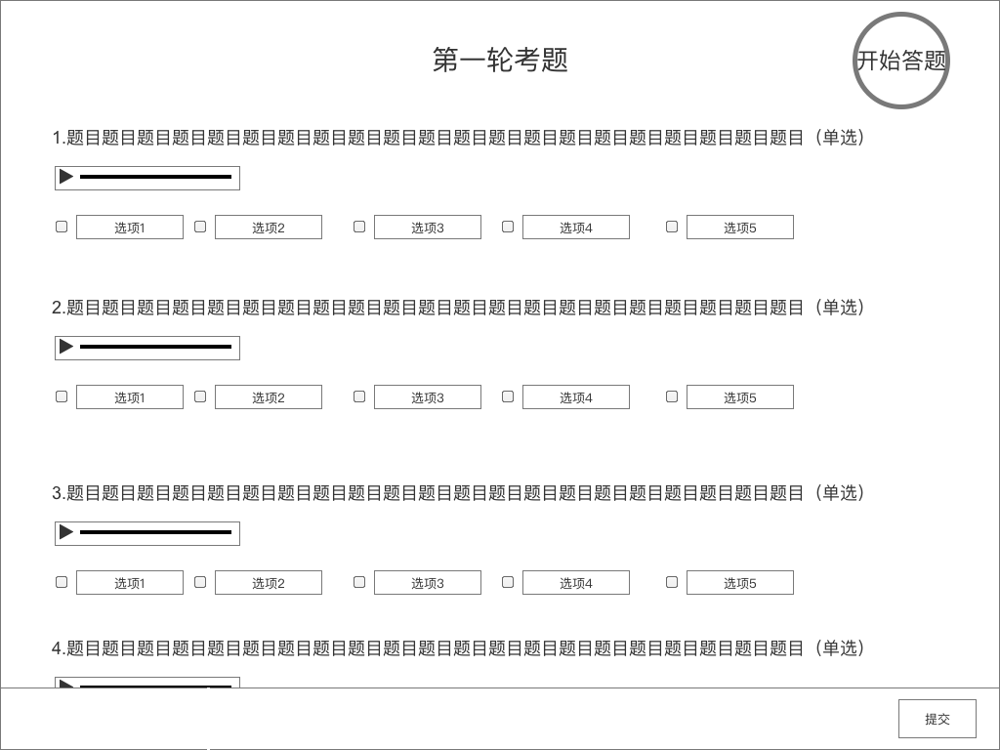 第一轮考题
开始答题
1.题目题目题目题目题目题目题目题目题目题目题目题目题目题目题目题目题目题目题目题目题目（单选）
选项1 选项2 选项3 选项4 选项5
2.题目题目题目题目题目题目题目题目题目题目题目题目题目题目题目题目题目题目题目题目题目（单选）
选项1 选项2 选项3 选项4 选项5
3.题目题目题目题目题目题目题目题目题目题目题目题目题目题目题目题目题目题目题目题目题目（单选）
选项1 选项2 选项3 选项4 选项5
4.题目题目题目题目题目题目题目题目题目题目题目题目题目题目题目题目题目题目题目题目题目（单选）
提交